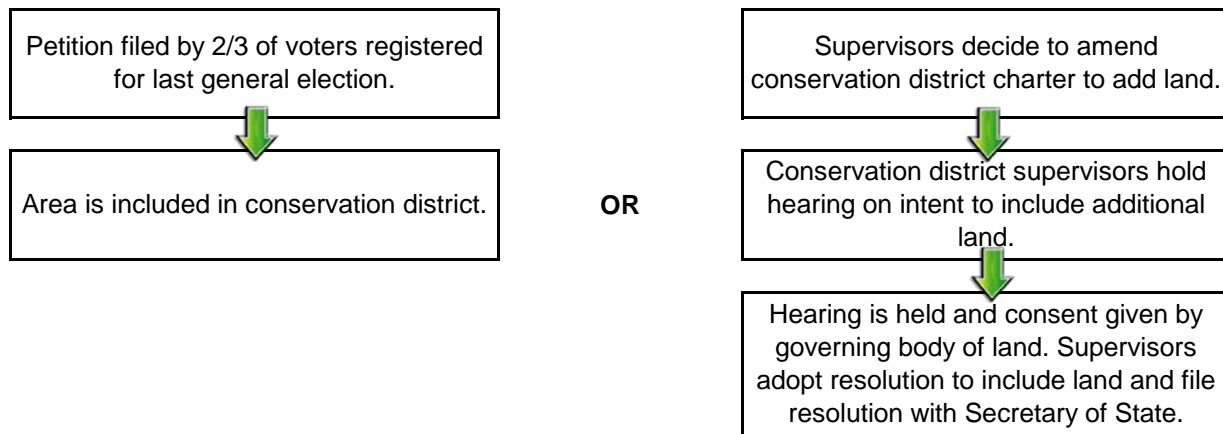 Petition filed by 2/3 of voters registered
for last general election.
Area is included in conservation district.
OR
Supervisors decide to amend
conservation district charter to add land.
Conservation district supervisors hold
hearing on intent to include additional
land.
Hearing is held and consent given by
governing body of land. Supervisors
adopt resolution to include land and file
resolution with Secretary of State.